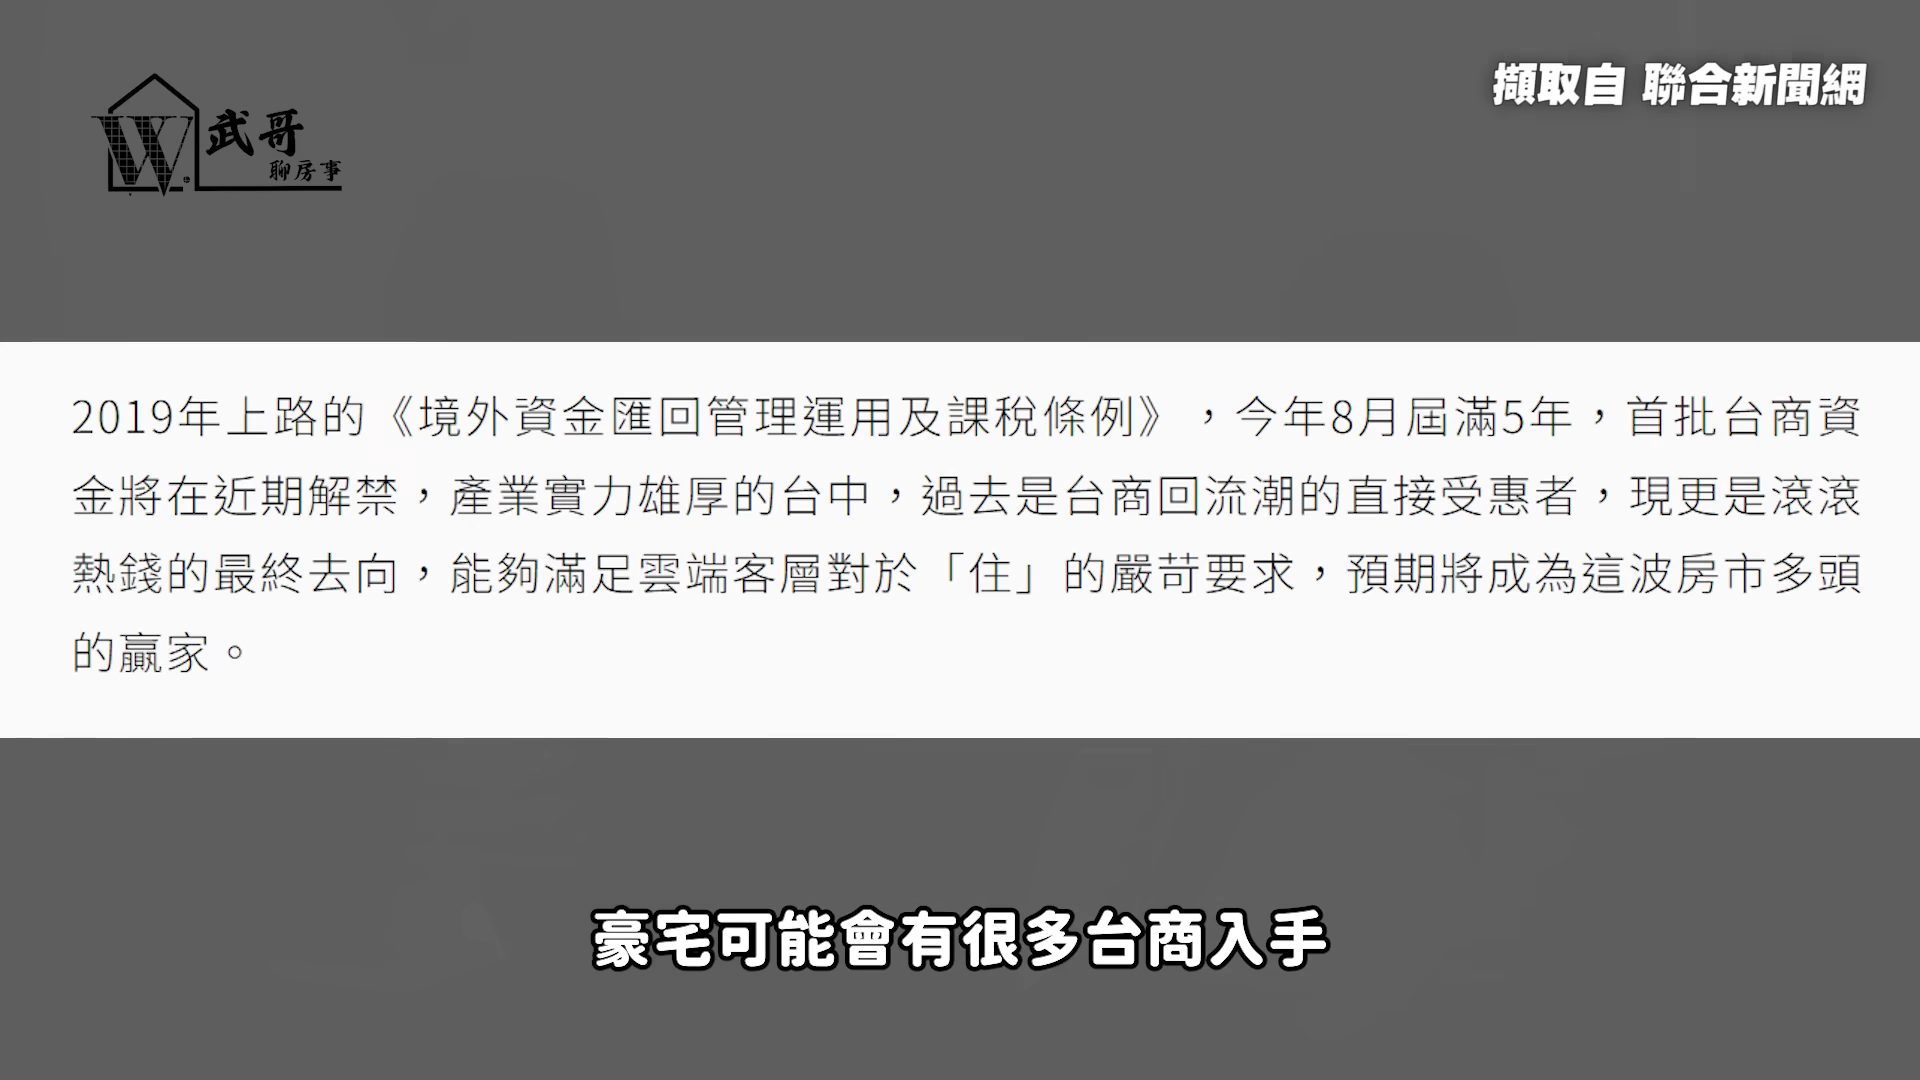 擷取自 聯合新聞網
W
武哥
聊房事
2019年上路的《境外資金匯回管理運用及課稅條例》，今年8月屆滿5年，首批台商資
金將在近期解禁，產業實力雄厚的台中，過去是台商回流潮的直接受惠者，現更是滾滾
熱錢的最終去向，能夠滿足雲端客層對於「住」的嚴苛要求，預期將成為這波房市多頭
的贏家。
豪宅可能會有很多台商入手